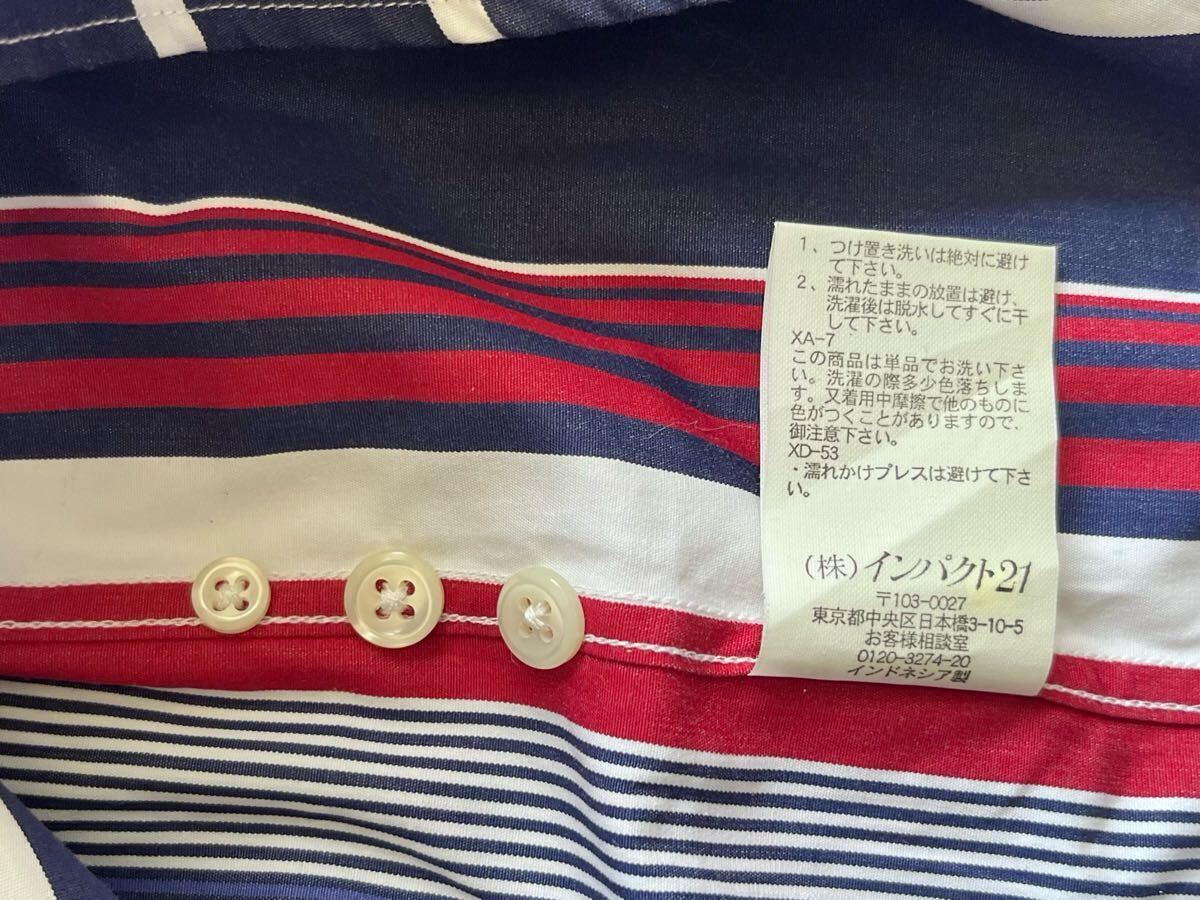 1、つけ置き洗いは絶対に避け
て下さい。
2、濡れたままの放置は避け、
洗濯後は脱水してすぐに干
して下さい。
XA-7
この商品は単品でお洗い下さ
い。洗濯の際多少色落ちしま
す。又着用中摩擦で他のものに
色がつくことがありますので、
御注意下さい。
XD-53
・濡れかけプレスは避けて下さ
い。
(株)インパクト21
〒103-0027
東京都中央区日本橋3-10-5
お客様相談室
0120-3274-20
インドネシア製